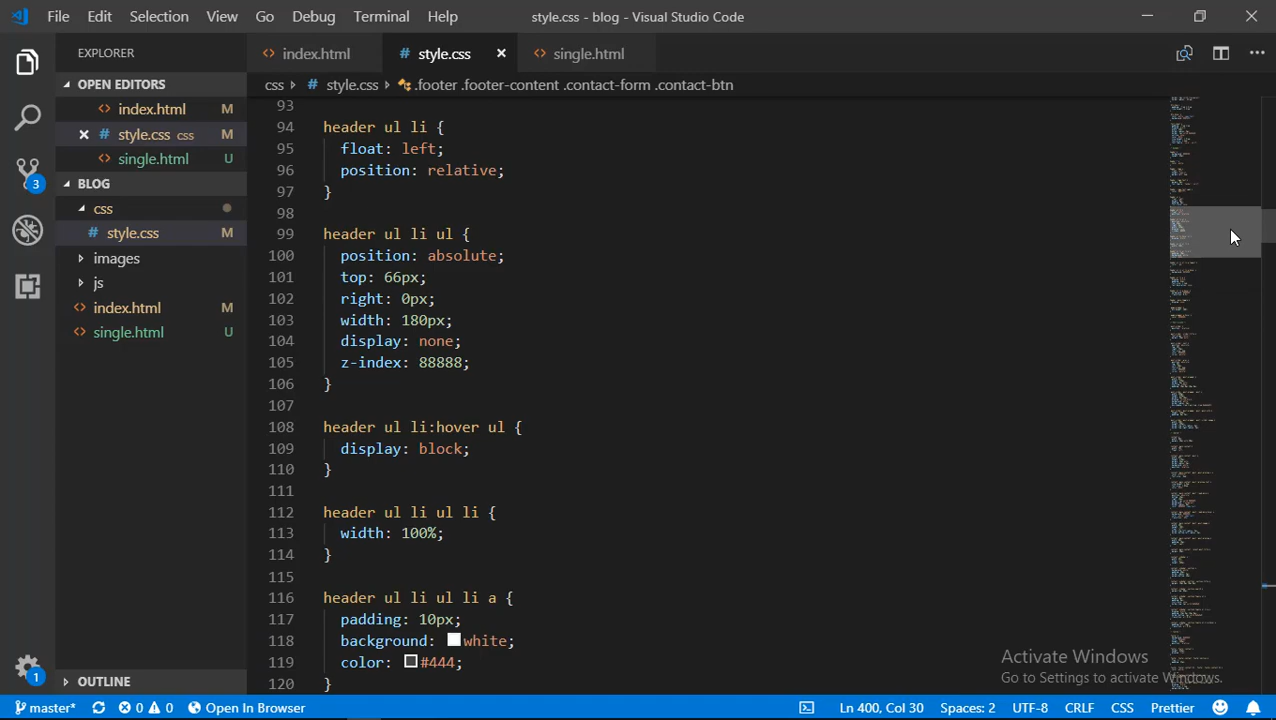 File Edit Selection View Go Debug Terminal Help style.css - blog - Visual Studio Code
EXPLORER
OPEN EDITORS
index.html M
style.css css M
single.html U
BLOG
css
style.css M
images
js
index.html M
single.html U
OUTLINE
3
1
index.html style.css single.html
css style.css .footer .footer-content .contact-form .contact-btn
93
94 header ul li {
95 float: left;
96 position: relative;
97 }
98
99 header ul li ul {
100 position: absolute;
101 top: 66px;
102 right: 0px;
103 width: 180px;
104 display: none;
105 z-index: 88888;
106 }
107
108 header ul li:hover ul {
109 display: block;
110 }
111
112 header ul li ul li {
113 width: 100%;
114 }
115
116 header ul li ul li a {
117 padding: 10px;
118 background: white;
119 color: #444;
120 }
Activate Windows
Go to Settings to activate Windows.
master* 0 0 Open In Browser Ln 400, Col 30 Spaces: 2 UTF-8 CRLF CSS Prettier